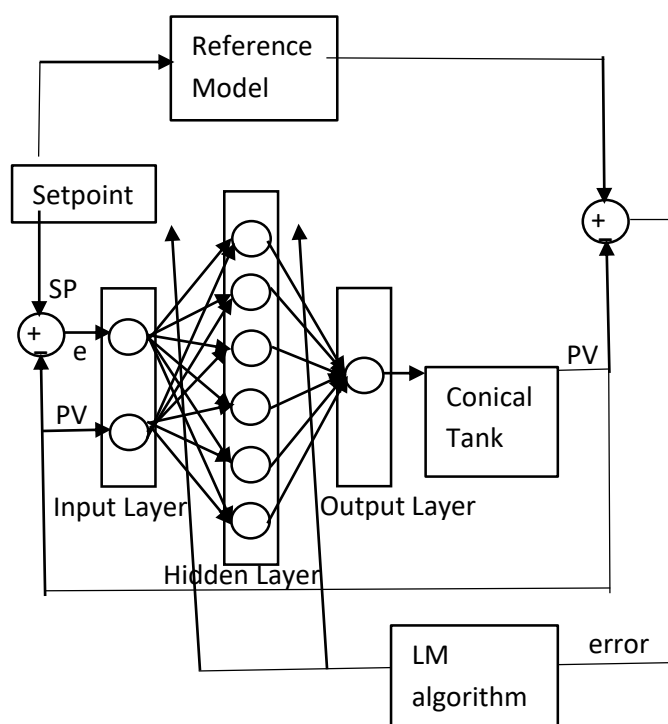 Reference
Model
Setpoint
+
SP
+
-
e
-
PV
PV
Conical
Tank
Input Layer
Output Layer
Hidden Layer
LM
algorithm
error